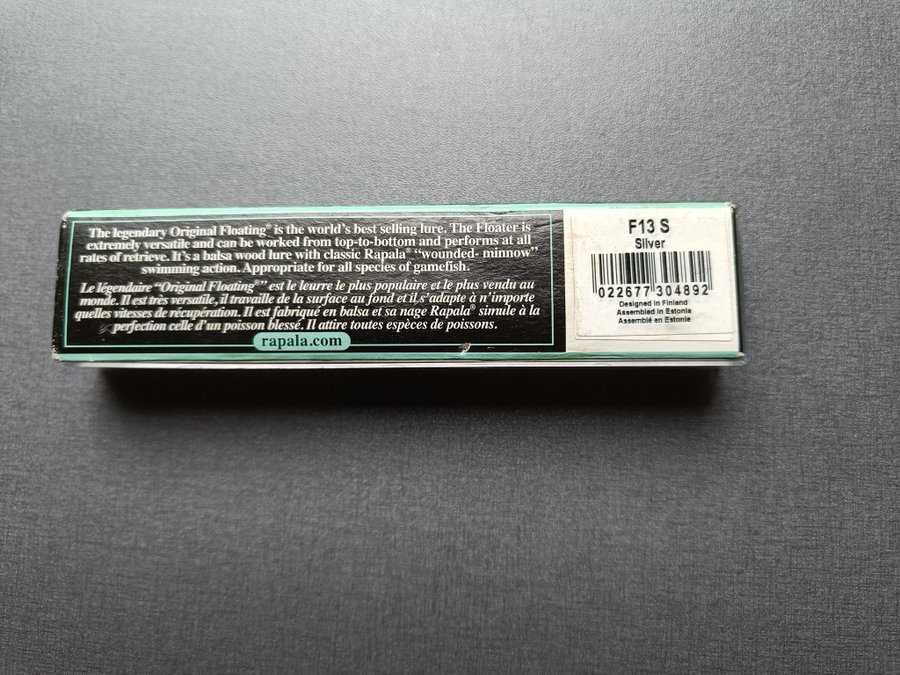 The legendary Original Floating® is the world's best selling lure. The Floater is
extremely versatile and can be worked from top-to-bottom and performs at all
rates of retrieve. It's a balsa wood lure with classic Rapala® "wounded- minnow"
swimming action. Appropriate for all species of gamefish.
Le légendaire "Original Floating®" est le leurre le plus populaire et le plus vendu au
monde. Il est très versatile, il travaille de la surface au fond et il s'adapte à n'importe
quelles vitesses de récupération. Il est fabriqué en balsa et sa nage Rapala® simule à la
perfection celle d'un poisson blessé. Il attire toutes espèces de poissons.
rapala.com
F13 S
Silver
022677 304892
Designed in Finland
Assembled in Estonia
Assemblé en Estonie